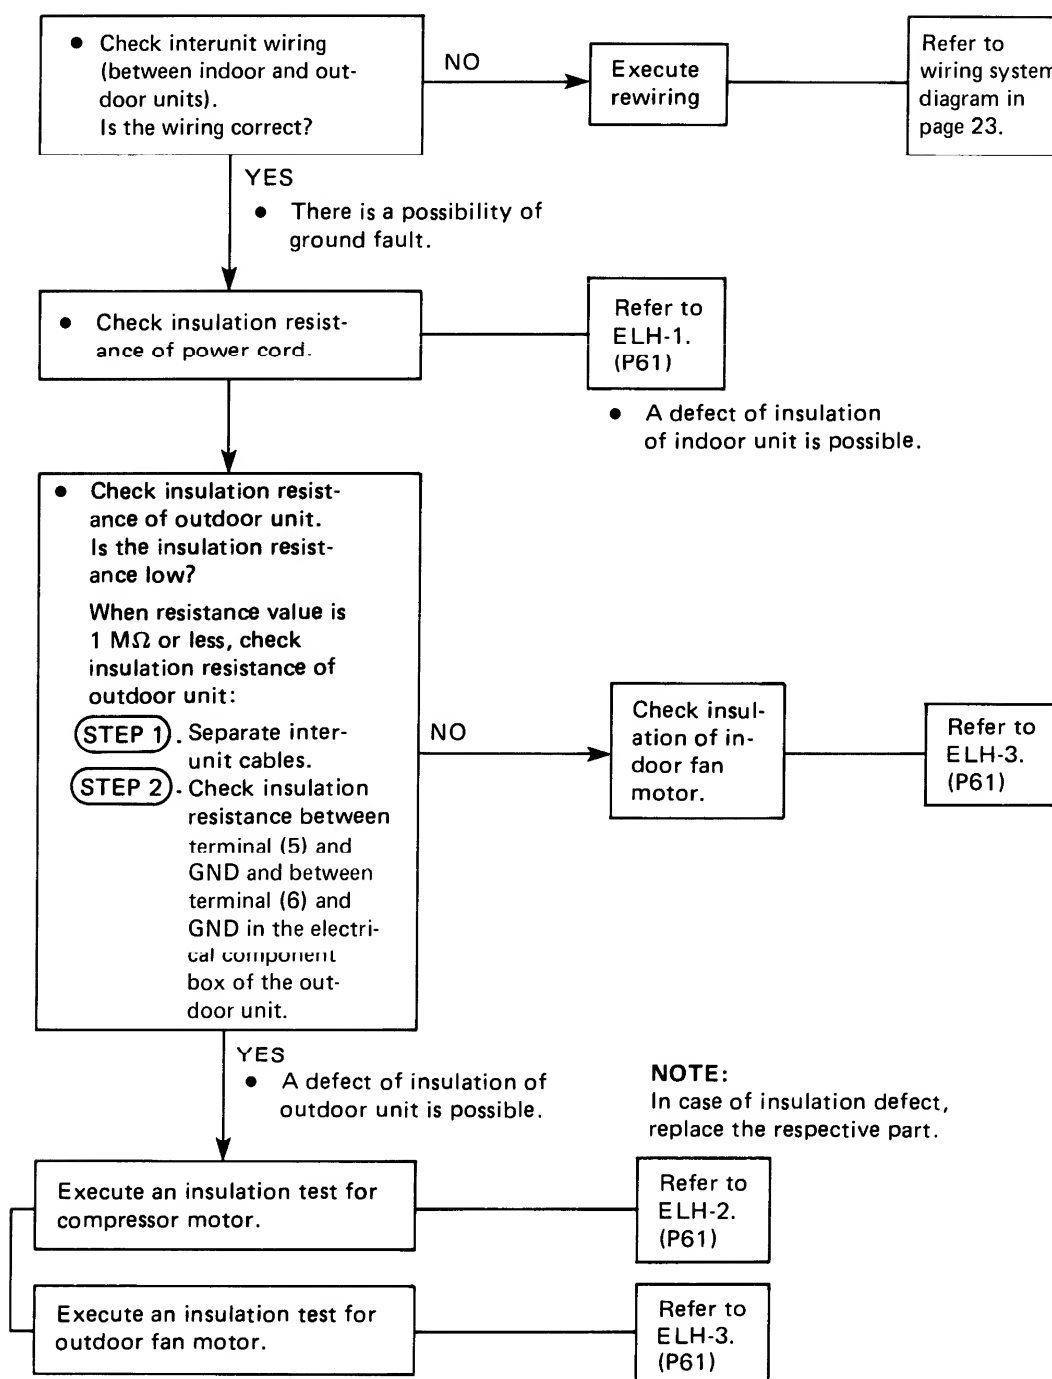 ● Check interunit wiring
(between indoor and out-
door units).
Is the wiring correct?
NO
Execute
rewiring
Refer to
wiring system
diagram in
page 23.
YES
● There is a possibility of
ground fault.
● Check insulation resist-
ance of power cord.
Refer to
ELH-1.
(P61)
● A defect of insulation
of indoor unit is possible.
● Check insulation resist-
ance of outdoor unit.
Is the insulation resist-
ance low?
When resistance value is
1 MΩ or less, check
insulation resistance of
outdoor unit:
STEP 1. Separate inter-
unit cables.
STEP 2. Check insulation
resistance between
terminal (5) and
GND and between
terminal (6) and
GND in the electri-
cal component
box of the out-
door unit.
NO
Check insul-
ation of in-
door fan
motor.
Refer to
ELH-3.
(P61)
YES
● A defect of insulation of
outdoor unit is possible.
NOTE:
In case of insulation defect,
replace the respective part.
Execute an insulation test for
compressor motor.
Refer to
ELH-2.
(P61)
Execute an insulation test for
outdoor fan motor.
Refer to
ELH-3.
(P61)